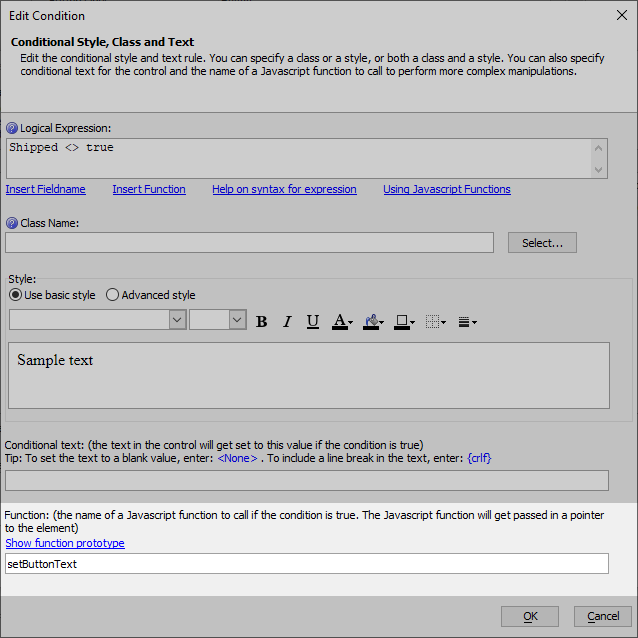 Edit Condition
Conditional Style, Class and Text
Edit the conditional style and text rule. You can specify a class or a style, or both a class and a style. You can also specify
conditional text for the control and the name of a Javascript function to call to perform more complex manipulations.
Logical Expression:
Shipped <> true
Insert Fieldname Insert Function Help on syntax for expression Using Javascript Functions
Class Name:
Select...
Style:
Use basic style Advanced style
B I U A
Sample text
Conditional text: (the text in the control will get set to this value if the condition is true)
Tip: To set the text to a blank value, enter: <None> . To include a line break in the text, enter: {crlf}
Function: (the name of a Javascript function to call if the condition is true. The Javascript function will get passed in a pointer
to the element)
Show function prototype
setButtonText
OK Cancel